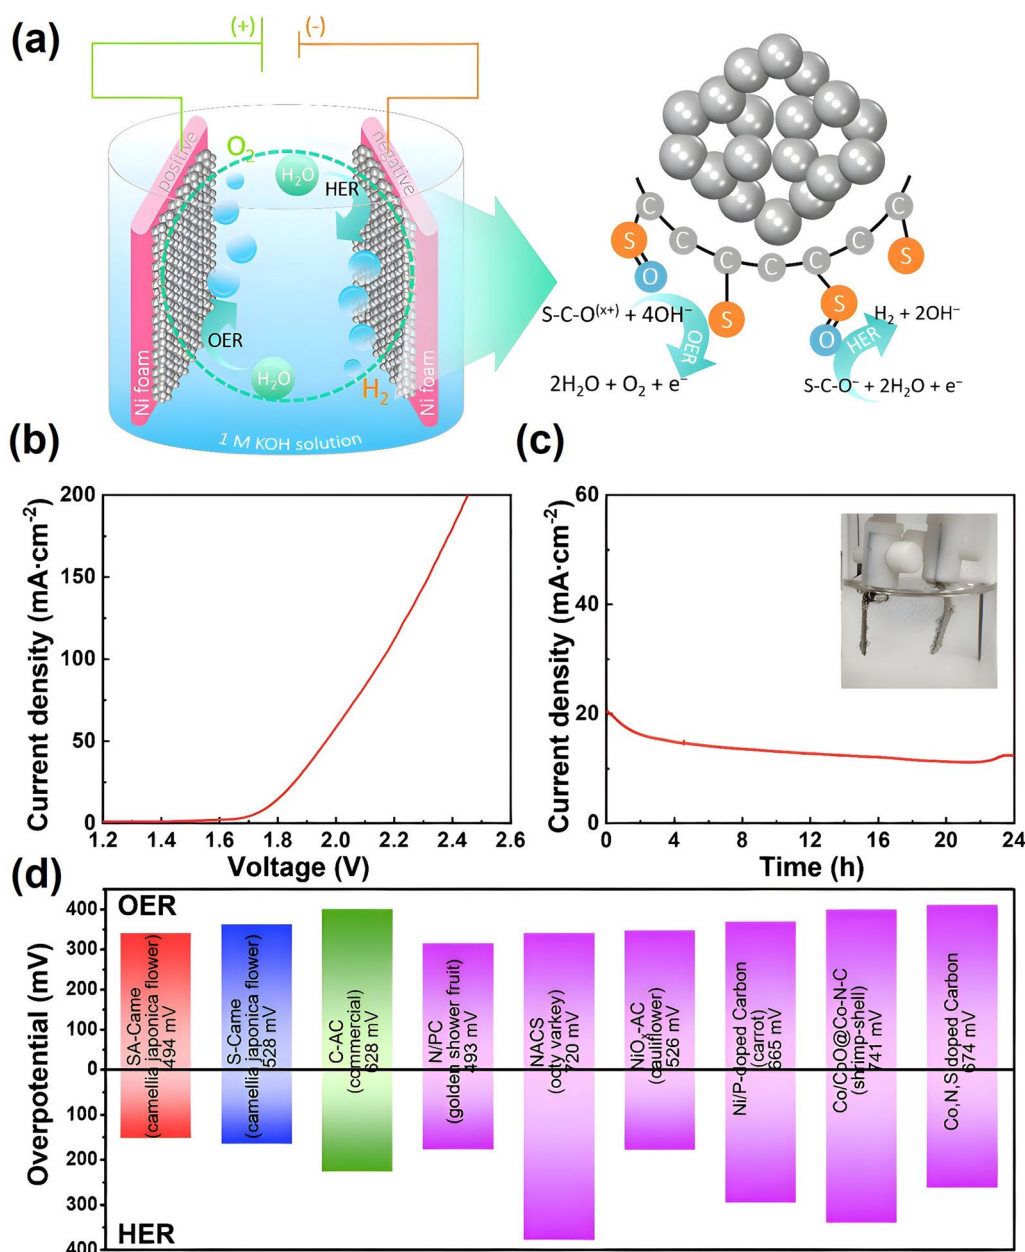 (a)
(+)
(-)
positive
negative
O2
H2O
HER
OER
H2O
H2
Ni foam
Ni foam
1 M KOH solution
C
C
C
C
C
C
C
S
O
S
S
O
S
S-C-O(x+) + 4OH−
OER
2H2O + O2 + e−
H2 + 2OH−
HER
S-C-O− + 2H2O + e−
(b)
Current density (mA·cm-2)
200
150
100
50
0
1.2
1.4
1.6
1.8
2.0
2.2
2.4
2.6
Voltage (V)
(c)
Current density (mA·cm-2)
60
40
20
0
0
4
8
12
16
20
24
Time (h)
(d)
Overpotential (mV)
400
300
200
100
0
100
200
300
400
OER
HER
SA-Came
(camellia japonica flower)
494 mV
S-Came
(camellia japonica flower)
528 mV
C-AC
(commercial)
628 mV
N/PC
(golden shower fruit)
493 mV
NACS
(ooty varkey)
720 mV
NiOx-AC
(cauliflower)
526 mV
Ni/P-doped Carbon
(carrot)
665 mV
Co/CoO@Co-N-C
(shrimp-shell)
741 mV
Co,N,S-doped Carbon
674 mV